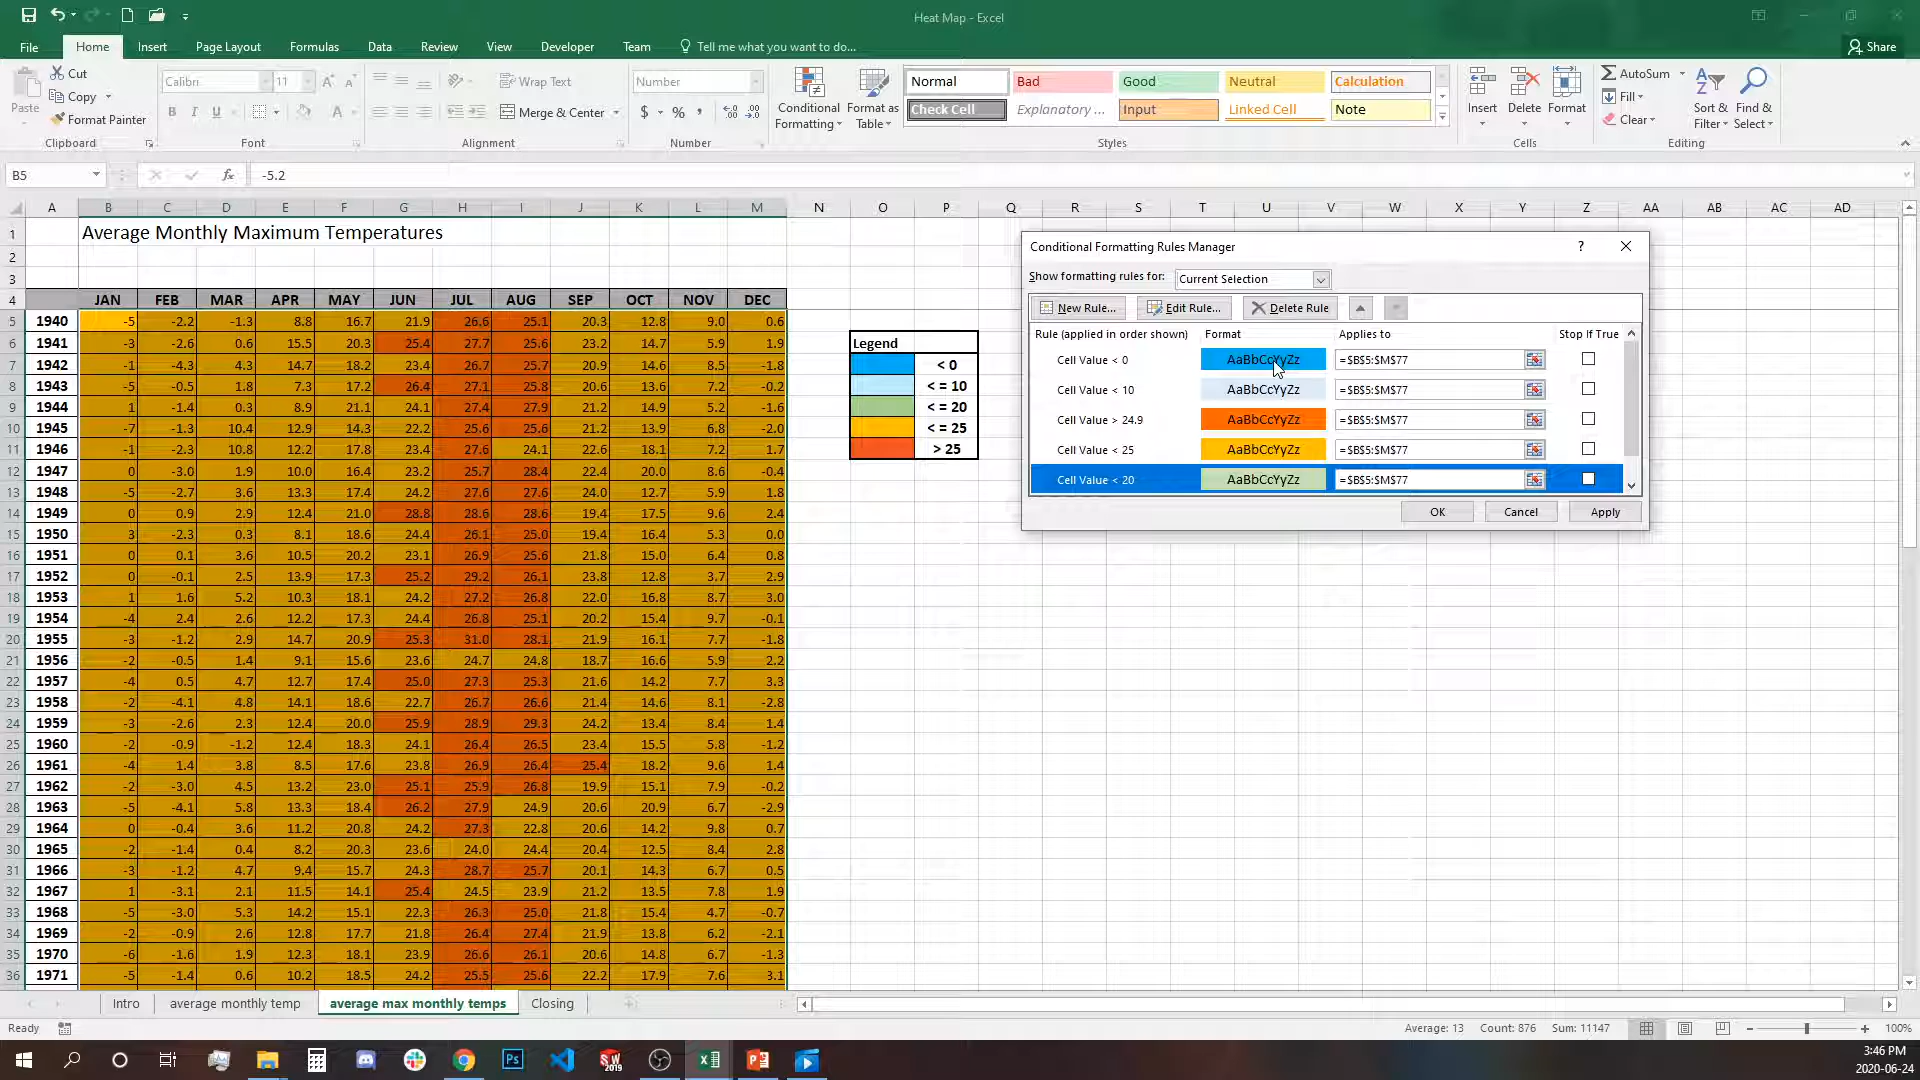 Heat Map - Excel
File Home Insert Page Layout Formulas Data Review View Developer Team Tell me what you want to do... Share
Paste Cut Copy Format Painter Clipboard
Calibri 11 B I U A Font
Wrap Text Merge & Center Alignment
Number $ % Number
Conditional Formatting Format as Table
Normal Bad Good Neutral Calculation
Check Cell Explanatory ... Input Linked Cell Note
Styles
Insert Delete Format Cells
AutoSum Fill Clear Sort & Filter Find & Select Editing
B5 fx -5.2
A B C D E F G H I J K L M N O P Q R S T U V W X Y Z AA AB AC AD
1 Average Monthly Maximum Temperatures
2
3
4 JAN FEB MAR APR MAY JUN JUL AUG SEP OCT NOV DEC
5 1940 -5 -2.2 -1.3 8.8 16.7 21.9 26.6 25.1 20.3 12.8 9.0 0.6
6 1941 -3 -2.6 0.6 15.5 20.3 25.4 27.7 25.6 23.2 14.7 5.9 1.9
7 1942 -1 -4.3 4.3 14.7 18.2 23.4 26.7 25.7 20.9 14.6 8.5 -1.8
8 1943 -5 -0.5 1.8 7.3 17.2 26.4 27.1 25.8 20.6 13.6 7.2 -0.2
9 1944 1 -1.4 0.3 8.9 21.1 24.1 27.4 27.9 21.2 14.9 5.2 -1.6
10 1945 -7 -1.3 10.4 12.9 14.3 22.2 25.6 25.6 21.2 13.9 6.8 -2.0
11 1946 -1 -2.3 10.8 12.2 17.8 23.4 27.6 24.1 22.6 18.1 7.2 1.7
12 1947 0 -3.0 1.9 10.0 16.4 23.2 25.7 28.4 22.4 20.0 8.6 -0.4
13 1948 -5 -2.7 3.6 13.3 17.4 24.2 27.6 27.6 24.0 12.7 5.9 1.8
14 1949 0 0.9 2.9 12.4 21.0 28.8 28.6 28.6 19.4 17.5 9.6 2.4
15 1950 3 -2.3 0.3 8.1 18.6 24.4 26.1 25.0 19.4 16.4 5.3 0.0
16 1951 0 0.1 3.6 10.5 20.2 23.1 26.9 25.6 21.8 15.0 6.4 0.8
17 1952 0 -0.1 2.5 13.9 17.3 25.2 29.2 26.1 23.8 12.8 3.7 2.9
18 1953 1 1.6 5.2 10.3 18.1 24.2 27.2 26.8 22.0 16.8 8.7 3.0
19 1954 -4 2.4 2.6 12.2 17.3 24.4 26.8 25.1 20.2 15.4 9.7 -0.1
20 1955 -3 -1.2 2.9 14.7 20.9 25.3 31.0 28.1 21.9 16.1 7.7 -1.8
21 1956 -2 -0.5 1.4 9.1 15.6 23.6 24.7 24.8 18.7 16.6 5.9 2.2
22 1957 -4 0.5 4.7 12.7 17.4 25.0 27.3 25.3 21.6 14.2 7.7 3.3
23 1958 -2 -4.1 4.8 14.1 18.6 22.7 26.7 26.6 21.4 14.6 8.1 -2.8
24 1959 -3 -2.6 2.3 12.4 20.0 25.9 28.9 29.3 24.2 13.4 8.4 1.4
25 1960 -2 -0.9 -1.2 12.4 18.3 24.1 26.4 26.5 23.4 15.5 5.8 -1.2
26 1961 -4 1.4 3.8 8.5 17.6 23.8 26.9 26.4 25.4 18.2 9.6 1.4
27 1962 -2 -3.0 4.5 13.2 23.0 25.1 25.9 26.8 19.9 15.1 7.9 -0.2
28 1963 -5 -4.1 5.8 13.3 18.4 26.2 27.9 24.9 20.6 20.9 6.7 -2.9
29 1964 0 -0.4 3.6 11.2 20.8 24.2 27.3 22.8 20.6 14.2 9.8 0.7
30 1965 -2 -1.4 0.4 8.2 20.3 23.6 24.0 24.4 20.4 12.5 8.4 2.8
31 1966 -3 -1.2 4.7 9.4 15.7 24.3 28.7 25.7 20.1 14.3 6.7 0.5
32 1967 1 -3.1 2.1 11.5 14.1 25.4 24.5 23.9 21.2 13.5 7.8 1.9
33 1968 -5 -3.0 5.3 14.2 15.1 22.3 26.3 25.0 21.8 15.4 4.7 -0.7
34 1969 -2 -0.9 2.6 12.8 17.7 21.8 26.4 27.4 21.9 13.8 6.2 -2.1
35 1970 -6 -1.6 1.9 12.3 18.1 23.9 26.6 26.1 20.6 14.8 6.7 -1.3
36 1971 -5 -1.4 0.6 10.2 18.5 24.2 25.5 25.6 22.2 17.9 7.6 3.1
Legend
< 0
< = 10
< = 20
< = 25
> 25
Conditional Formatting Rules Manager ?
Show formatting rules for: Current Selection
New Rule... Edit Rule... Delete Rule
Rule (applied in order shown) Format Applies to Stop If True
Cell Value < 0 AaBbCcYyZz =$B$5:$M$77
Cell Value < 10 AaBbCcYyZz =$B$5:$M$77
Cell Value > 24.9 AaBbCcYyZz =$B$5:$M$77
Cell Value < 25 AaBbCcYyZz =$B$5:$M$77
Cell Value < 20 AaBbCcYyZz =$B$5:$M$77
OK Cancel Apply
Intro average monthly temp average max monthly temps Closing
Ready Average: 13 Count: 876 Sum: 11147 100%
Ps SW 2019
3:46 PM
2020-06-24